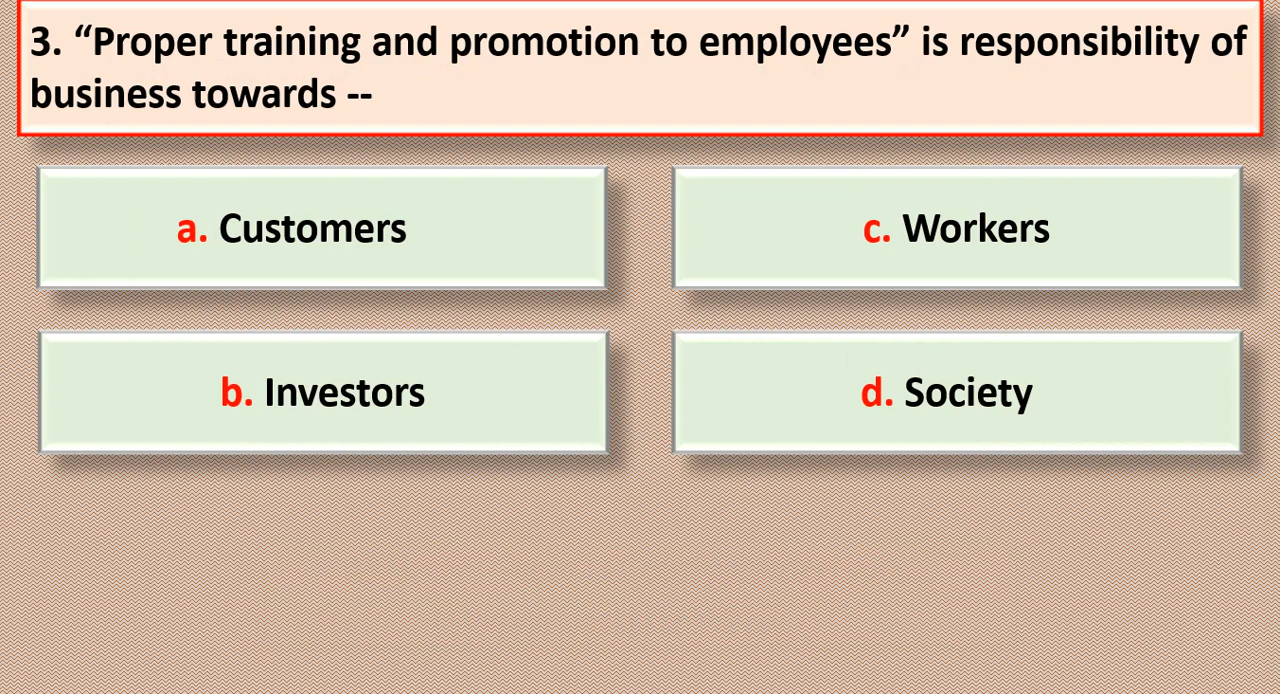 3. “Proper training and promotion to employees” is responsibility of
business towards --
a. Customers
c. Workers
b. Investors
d. Society